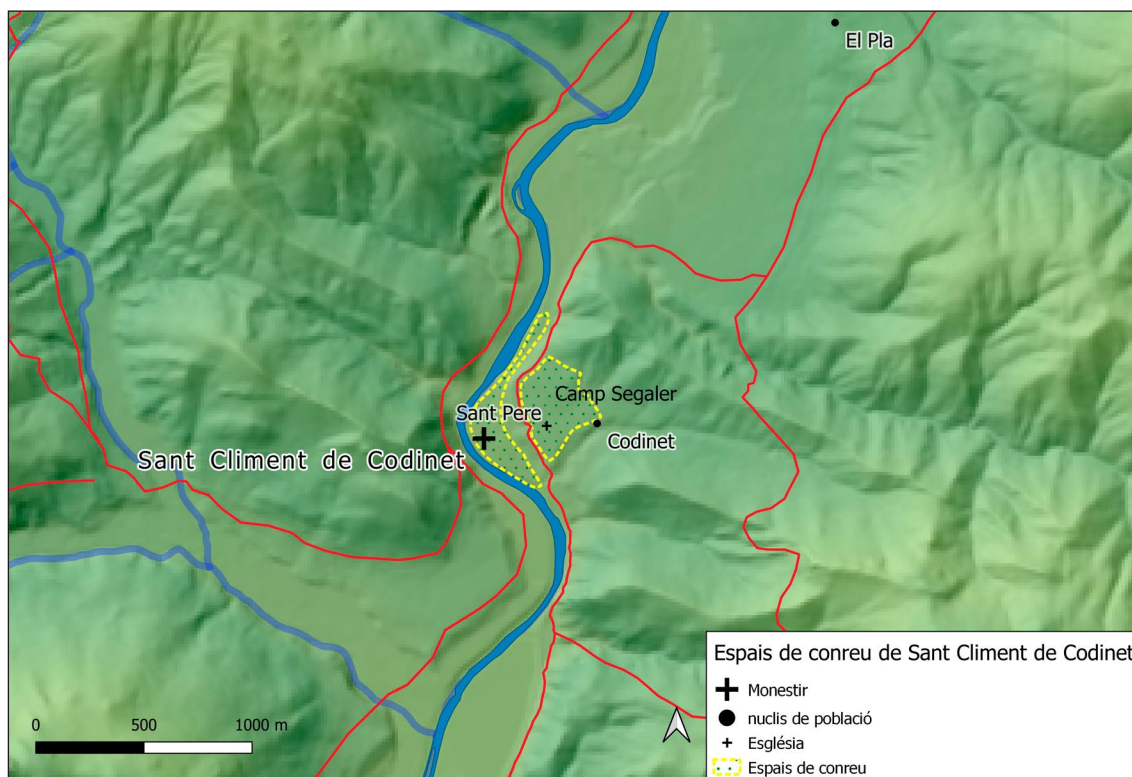 El Pla
Camp Segaler
Sant Pere
Codinet
Sant Climent de Codinet
0 500 1000 m
Espais de conreu de Sant Climent de Codinet
Monestir
nuclis de població
Església
Espais de conreu